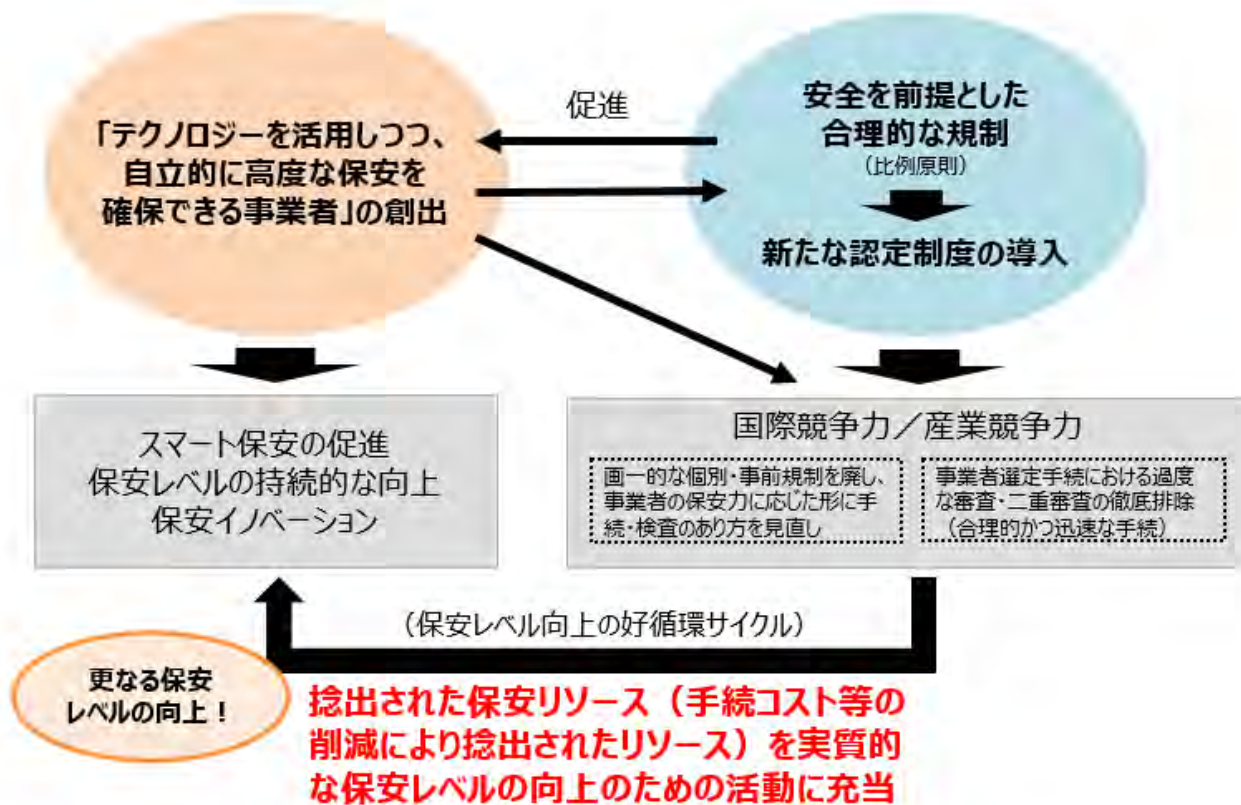 「テクノロジーを活用しつつ、
自立的に高度な保安を
確保できる事業者」の創出
促進
安全を前提とした
合理的な規制
（比例原則）
新たな認定制度の導入
スマート保安の促進
保安レベルの持続的な向上
保安イノベーション
国際競争力／産業競争力
画一的な個別・事前規制を廃し、
事業者の保安力に応じた形に手
続・検査のあり方を見直し
事業者選定手続における過度
な審査・二重審査の徹底排除
（合理的かつ迅速な手続）
（保安レベル向上の好循環サイクル）
更なる保安
レベルの向上！
捻出された保安リソース（手続コスト等の
削減により捻出されたリソース）を実質的
な保安レベルの向上のための活動に充当